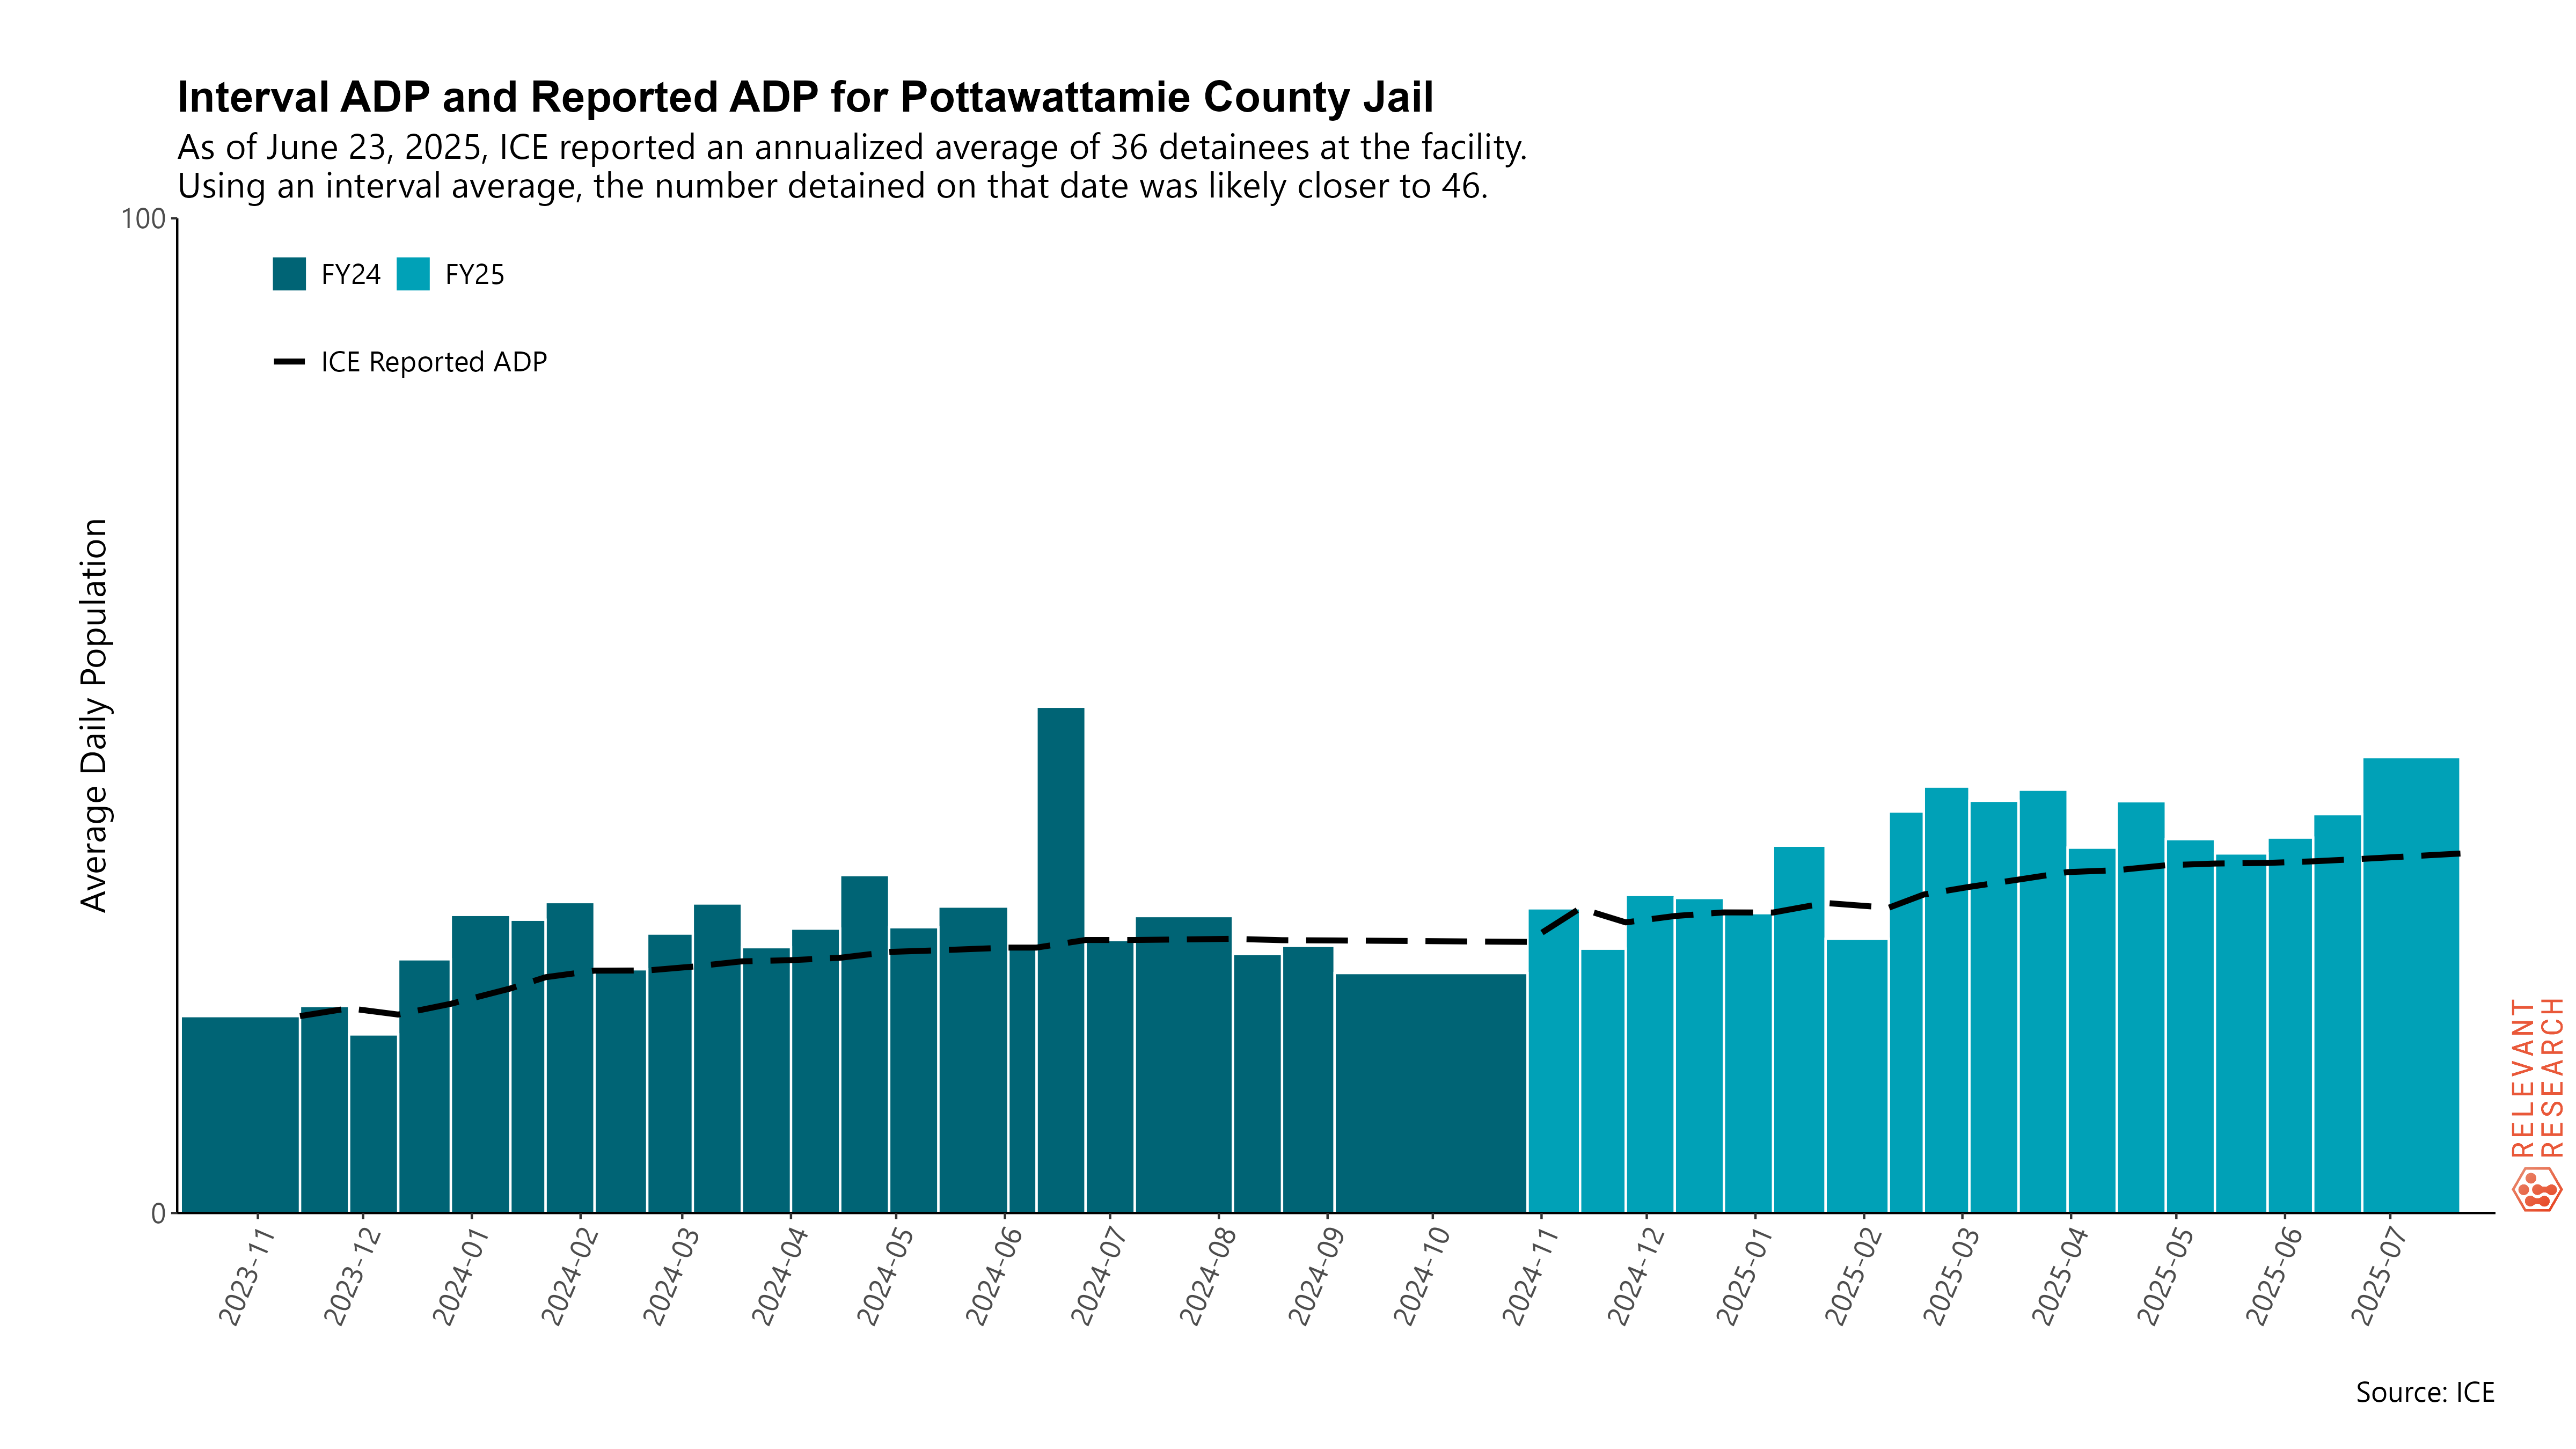 Interval ADP and Reported ADP for Pottawattamie County Jail
As of June 23, 2025, ICE reported an annualized average of 36 detainees at the facility.
Using an interval average, the number detained on that date was likely closer to 46.
100
FY24 FY25
ICE Reported ADP
Average Daily Population
0
2023-11
2023-12
2024-01
2024-02
2024-03
2024-04
2024-05
2024-06
2024-07
2024-08
2024-09
2024-10
2024-11
2024-12
2025-01
2025-02
2025-03
2025-04
2025-05
2025-06
2025-07
RELEVANT
RESEARCH
Source: ICE